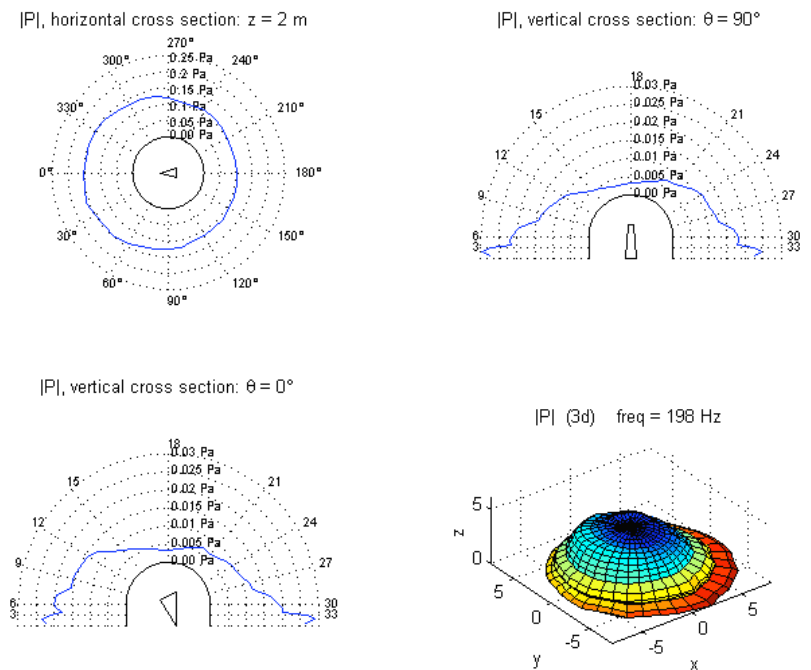 |P|, horizontal cross section: z = 2 m
270°
300°
0.25 Pa
240°
0.2 Pa
0.15 Pa
330°
0.1 Pa
210°
0.05 Pa
0.00 Pa
0°
180°
30°
150°
60°
120°
90°
|P|, vertical cross section: θ = 90°
18
0.03 Pa
15
0.025 Pa
21
0.02 Pa
12
0.015 Pa
24
0.01 Pa
9
0.005 Pa
27
0.00 Pa
6
30
3
33
|P|, vertical cross section: θ = 0°
18
0.03 Pa
15
0.025 Pa
21
0.02 Pa
12
0.015 Pa
24
0.01 Pa
9
0.005 Pa
27
0.00 Pa
6
30
3
33
|P| (3d) freq = 198 Hz
5
z
0
5
0
-5
y
5
0
-5
x